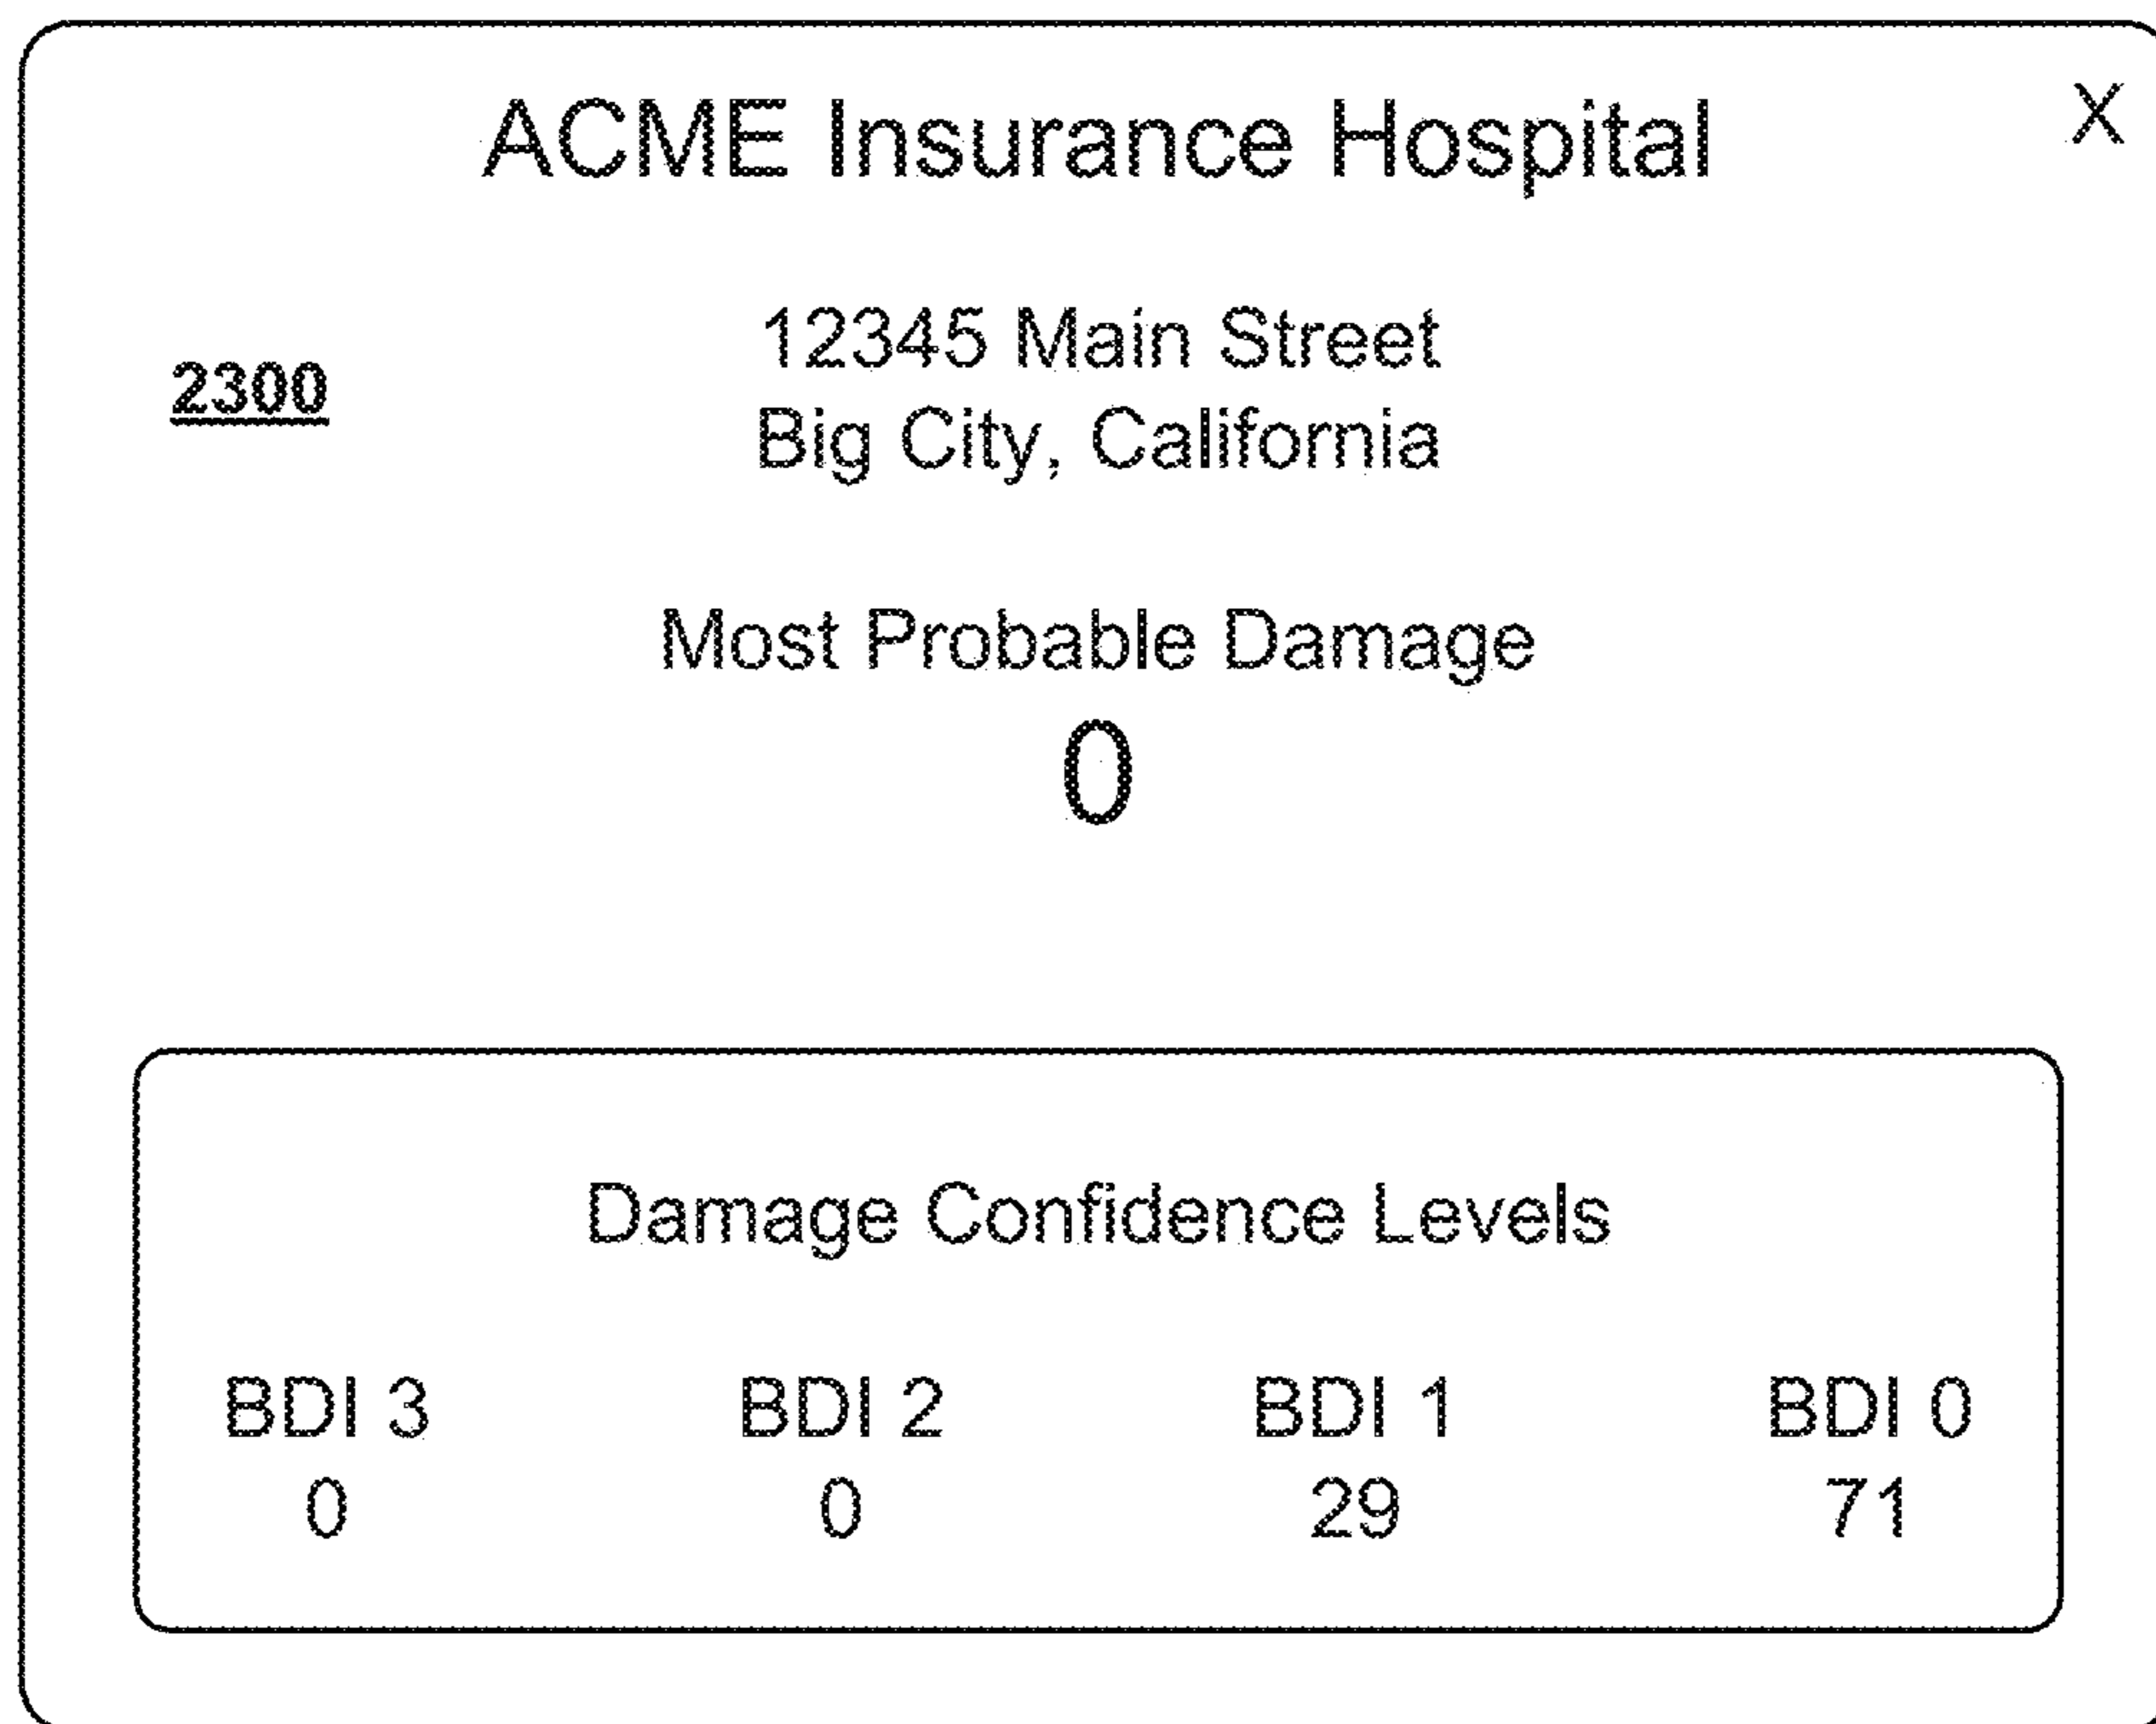 ACME Insurance Hospital X
12345 Main Street
2300
Big City, California
Most Probable Damage
0
Damage Confidence Levels
BDI 3 BDI 2 BDI 1 BDI 0
0 0 29 71